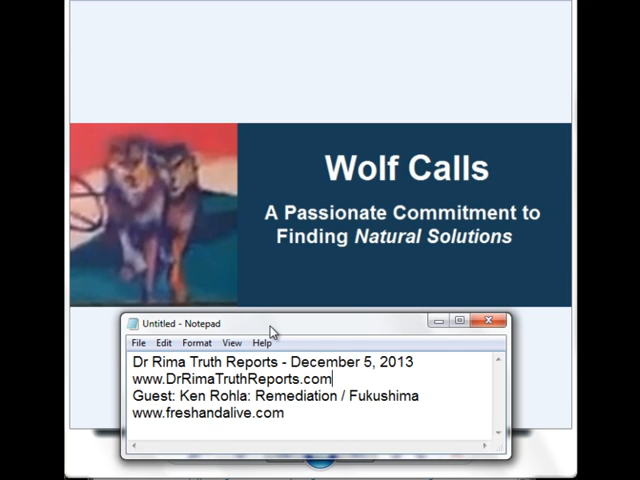 Wolf Calls
A Passionate Commitment to
Finding Natural Solutions
Untitled - Notepad
File Edit Format View Help
Dr Rima Truth Reports - December 5, 2013
www.DrRimaTruthReports.com
Guest: Ken Rohla: Remediation / Fukushima
www.freshandalive.com